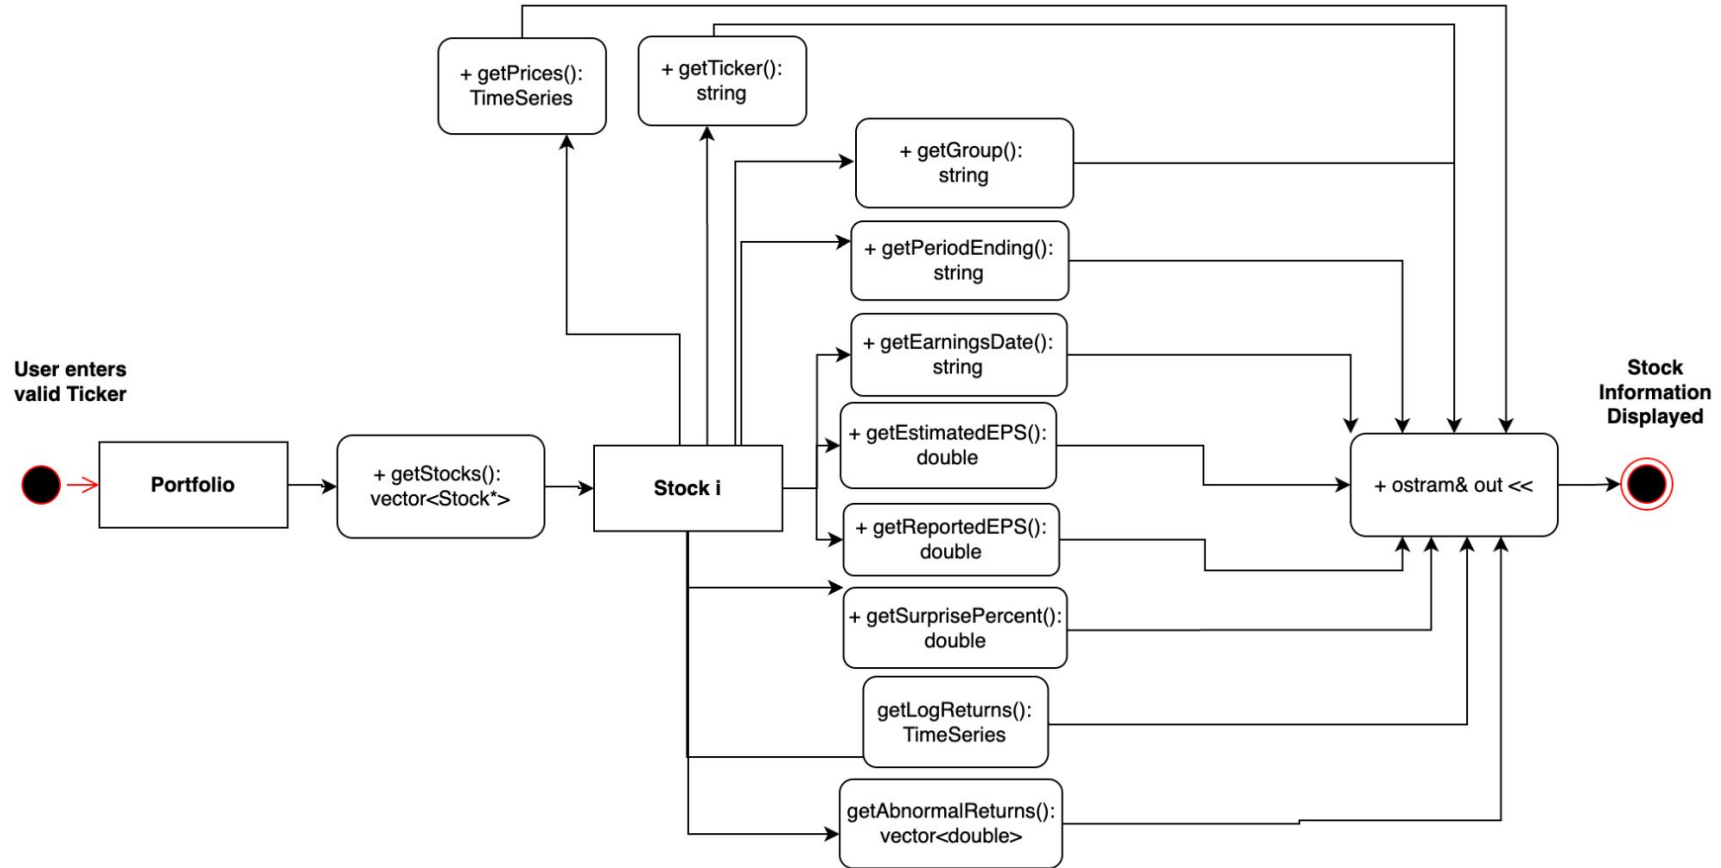 + getPrices():
TimeSeries
+ getTicker():
string
+ getGroup():
string
+ getPeriodEnding():
string
User enters
valid Ticker
+ getEarningsDate():
string
Stock
Information
Displayed
Portfolio
+ getStocks():
vector<Stock*>
Stock i
+ getEstimatedEPS():
double
+ ostram& out <<
+ getReportedEPS():
double
+ getSurprisePercent():
double
getLogReturns():
TimeSeries
getAbnormalReturns():
vector<double>